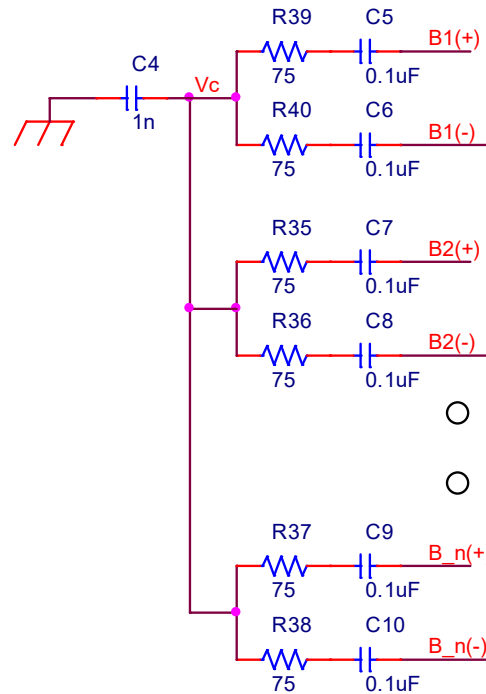 R39 C5
B1(+)
C4
Vc
75 0.1uF
1n
R40 C6
B1(-)
75 0.1uF
R35 C7
B2(+)
75 0.1uF
R36 C8
B2(-)
75 0.1uF
R37 C9
B_n(+
75 0.1uF
R38 C10
B_n(-)
75 0.1uF